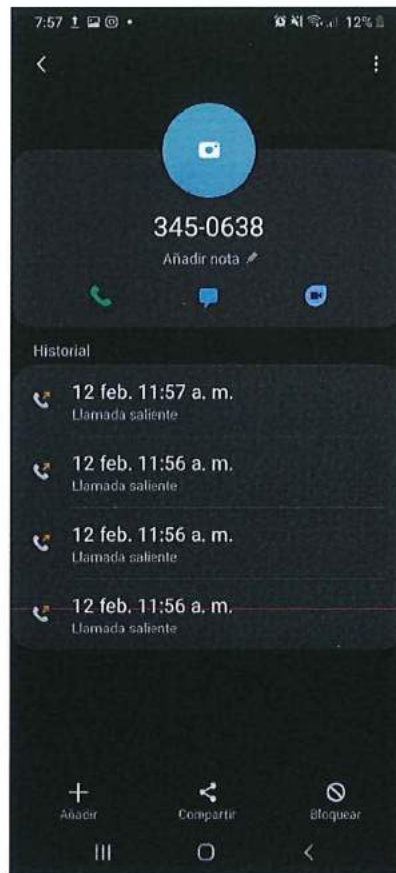 7:57
12%
345-0638
Añadir nota
Historial
12 feb. 11:57 a. m.
Llamada saliente
12 feb. 11:56 a. m.
Llamada saliente
12 feb. 11:56 a. m.
Llamada saliente
12 feb. 11:56 a. m.
Llamada saliente
Añadir
Compartir
Bloquear